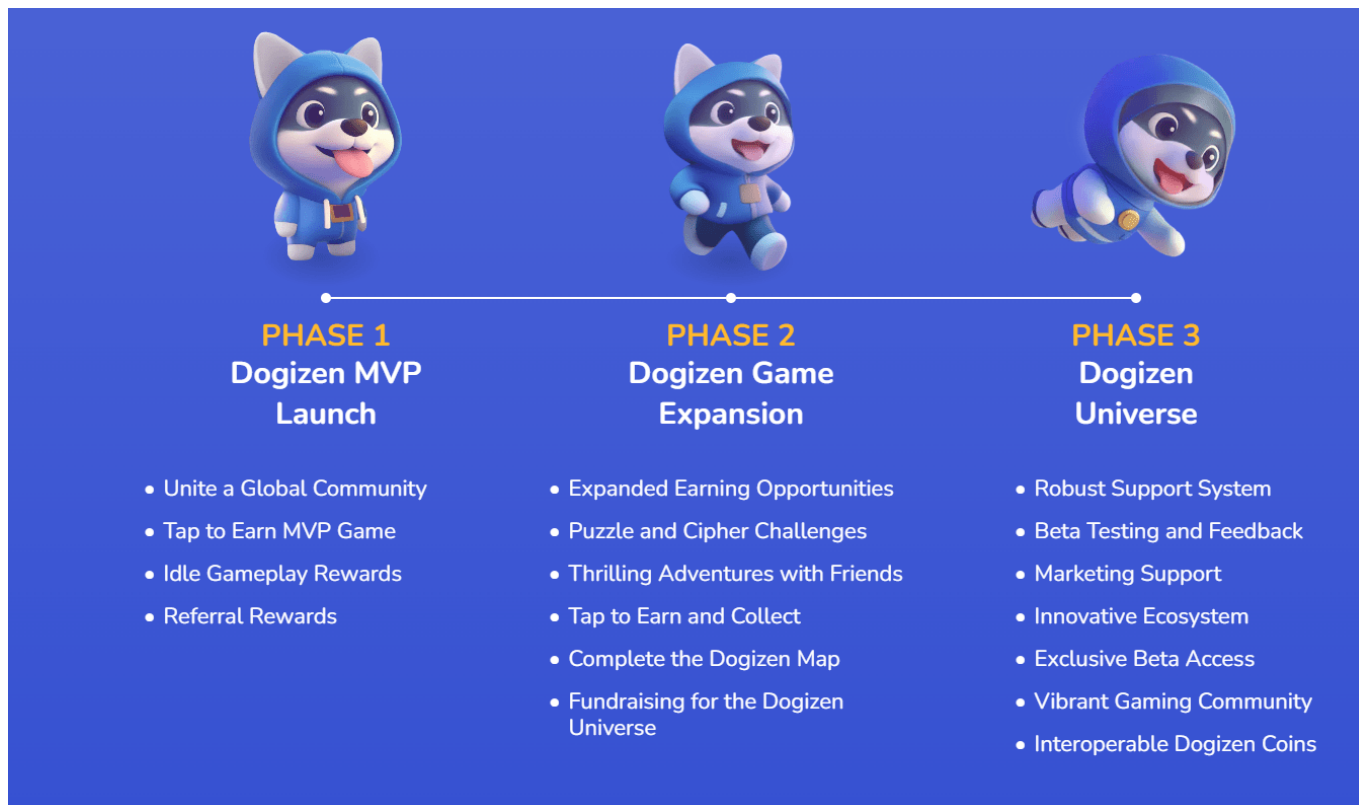 PHASE 1
Dogizen MVP
Launch
• Unite a Global Community
• Tap to Earn MVP Game
• Idle Gameplay Rewards
• Referral Rewards
PHASE 2
Dogizen Game
Expansion
• Expanded Earning Opportunities
• Puzzle and Cipher Challenges
• Thrilling Adventures with Friends
• Tap to Earn and Collect
• Complete the Dogizen Map
• Fundraising for the Dogizen
Universe
PHASE 3
Dogizen
Universe
• Robust Support System
• Beta Testing and Feedback
• Marketing Support
• Innovative Ecosystem
• Exclusive Beta Access
• Vibrant Gaming Community
• Interoperable Dogizen Coins